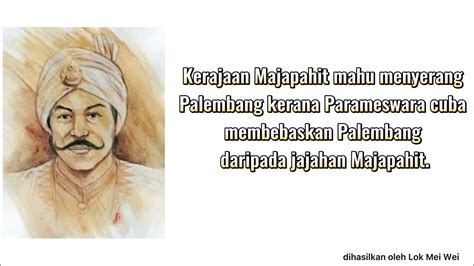 Kerajaan Majapahit mahu menyerang
Palembang kerana Parameswara cuba
membebaskan Palembang
daripada jajahan Majapahit.
dihasilkan oleh Lok Mei Wei